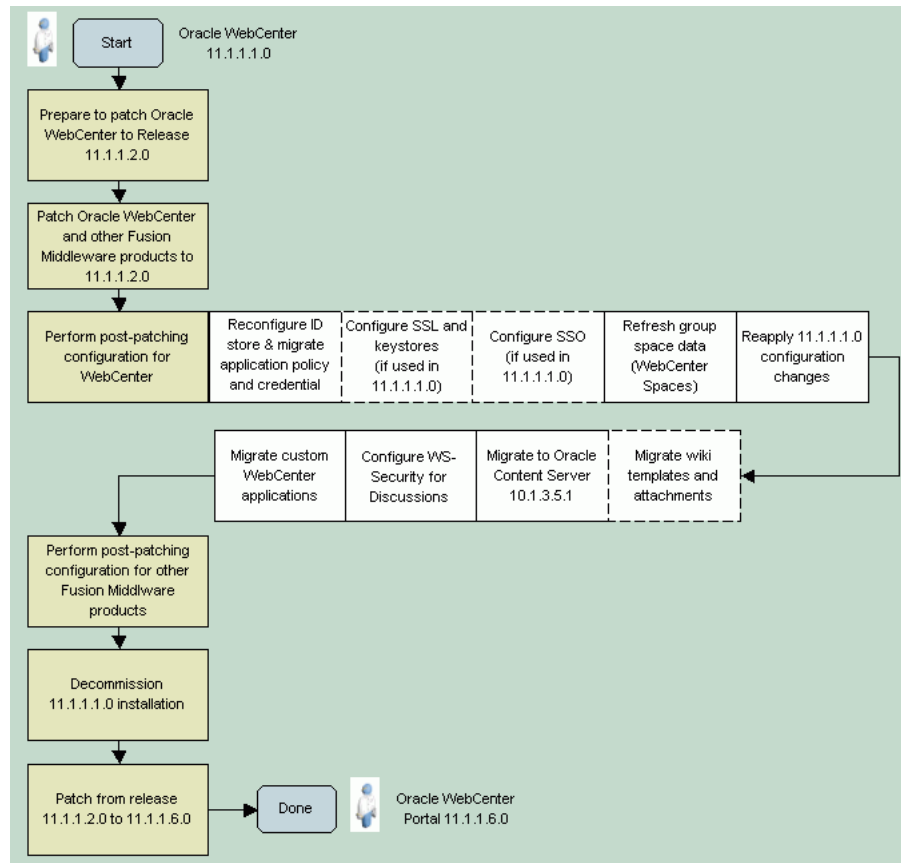 Start
Oracle WebCenter
11.1.1.1.0
Prepare to patch Oracle
WebCenter to Release
11.1.1.2.0
Patch Oracle WebCenter
and other Fusion
Middleware products to
11.1.1.2.0
Perform post-patching
configuration for
WebCenter
Reconfigure ID
store & migrate
application policy
and credential
Configure SSL and
keystores
(if used in
11.1.1.1.0)
Configure SSO
(if used in
11.1.1.1.0)
Refresh group
space data
(WebCenter
Spaces)
Reapply 11.1.1.1.0
configuration
changes
Migrate custom
WebCenter
applications
Configure WS-
Security for
Discussions
Migrate to Oracle
Content Server
10.1.3.5.1
Migrate wiki
templates and
attachments
Perform post-patching
configuration for other
Fusion Middlware
products
Decommission
11.1.1.1.0 installation
Patch from release
11.1.1.2.0 to 11.1.1.6.0
Done
Oracle WebCenter
Portal 11.1.1.6.0